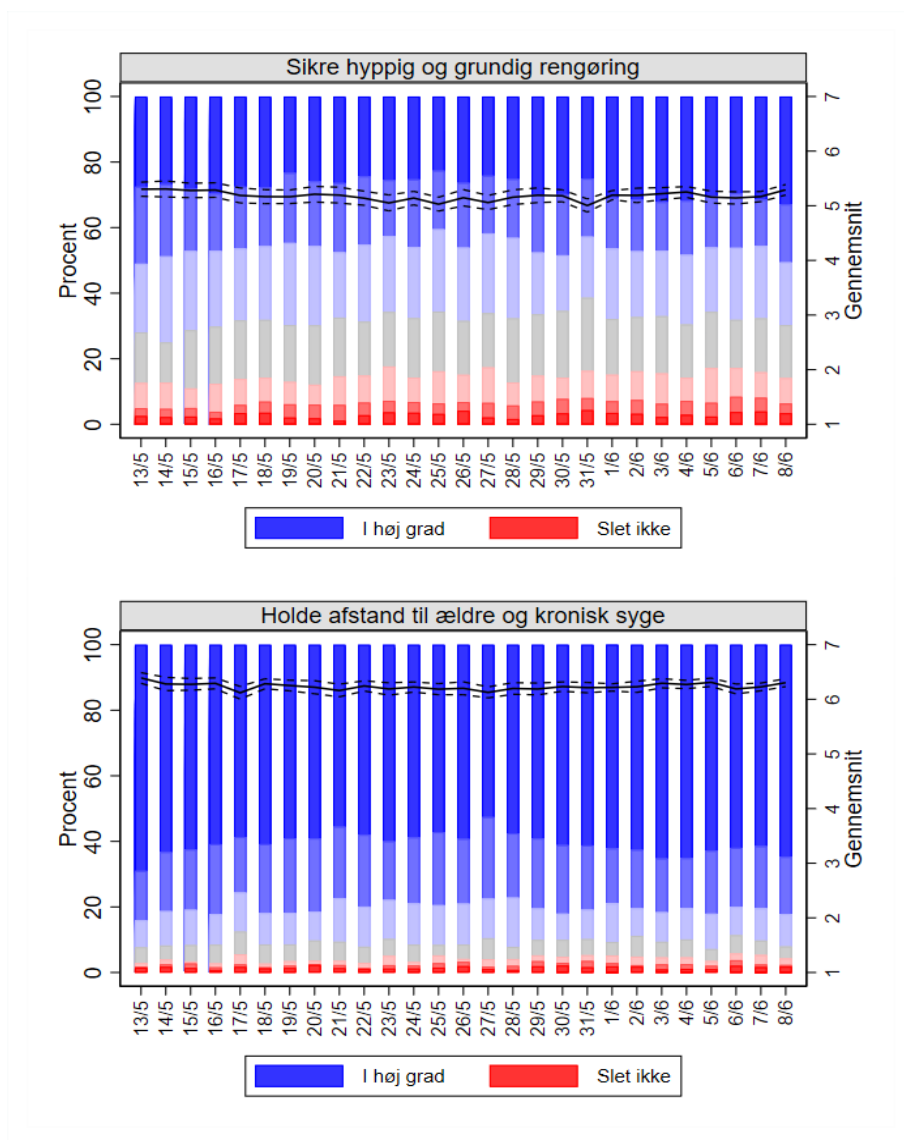 Sikre hyppig og grundig rengøring
Procent
100
80
60
40
20
0
7
6
5
4
3
2
1
Gennemsnit
13/5 14/5 15/5 16/5 17/5 18/5 19/5 20/5 21/5 22/5 23/5 24/5 25/5 26/5 27/5 28/5 29/5 30/5 31/5 1/6 2/6 3/6 4/6 5/6 6/6 7/6 8/6
I høj grad Slet ikke
Holde afstand til ældre og kronisk syge
Procent
100
80
60
40
20
0
7
6
5
4
3
2
1
Gennemsnit
13/5 14/5 15/5 16/5 17/5 18/5 19/5 20/5 21/5 22/5 23/5 24/5 25/5 26/5 27/5 28/5 29/5 30/5 31/5 1/6 2/6 3/6 4/6 5/6 6/6 7/6 8/6
I høj grad Slet ikke